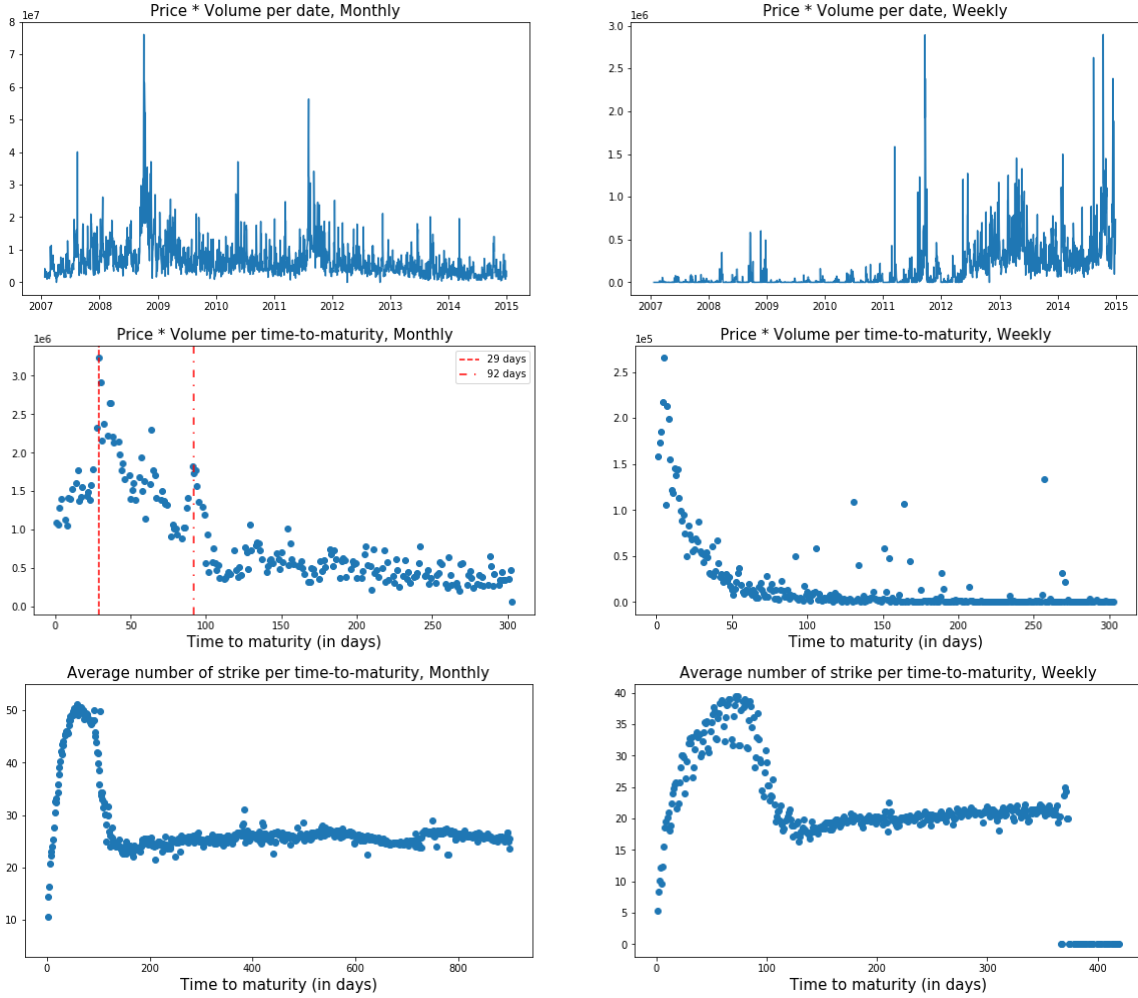 Price * Volume per date, Monthly
1e7
8
7
6
5
4
3
2
1
0
2007 2008 2009 2010 2011 2012 2013 2014 2015
Price * Volume per date, Weekly
1e6
3.0
2.5
2.0
1.5
1.0
0.5
0.0
2007 2008 2009 2010 2011 2012 2013 2014 2015
Price * Volume per time-to-maturity, Monthly
1e6
29 days
92 days
3.0
2.5
2.0
1.5
1.0
0.5
0.0
0 50 100 150 200 250 300
Time to maturity (in days)
Price * Volume per time-to-maturity, Weekly
1e5
2.5
2.0
1.5
1.0
0.5
0.0
0 50 100 150 200 250 300
Time to maturity (in days)
Average number of strike per time-to-maturity, Monthly
50
40
30
20
10
0 200 400 600 800
Time to maturity (in days)
Average number of strike per time-to-maturity, Weekly
40
35
30
25
20
15
10
5
0
0 100 200 300 400
Time to maturity (in days)